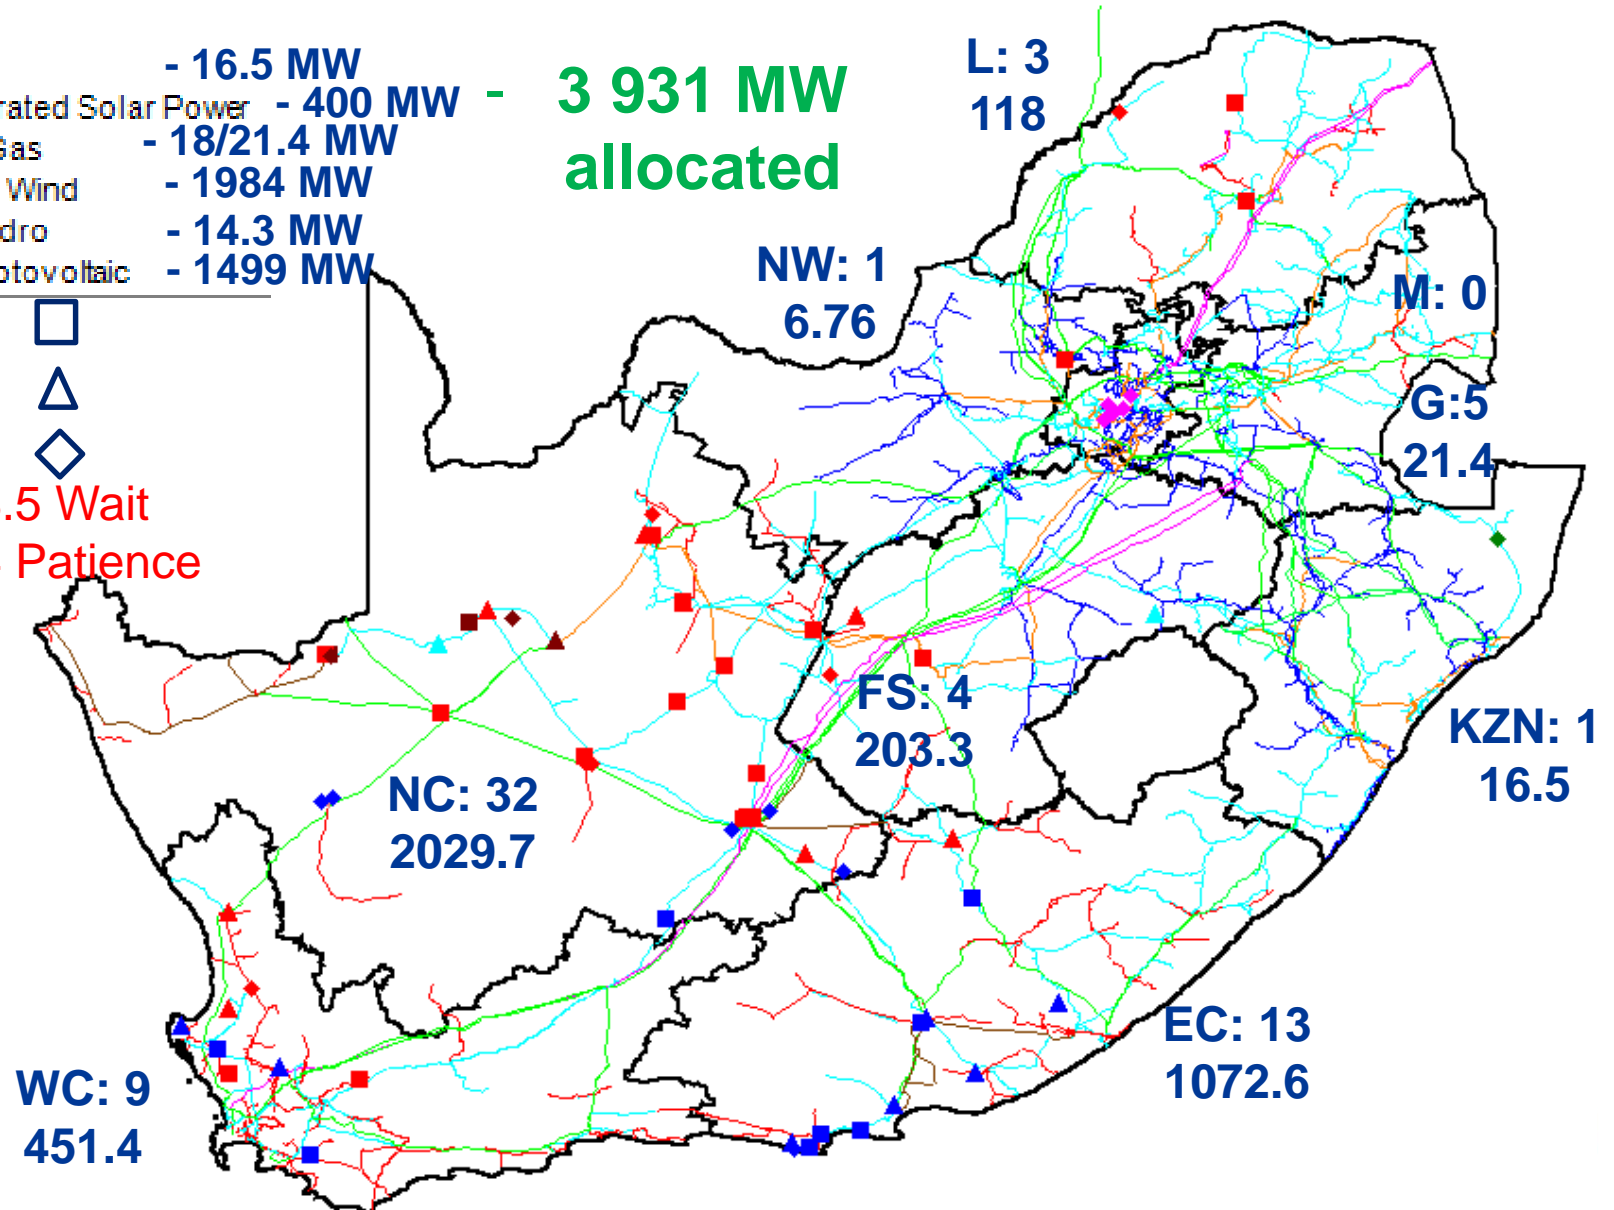 - 16.5 MW
rated Solar Power - 400 MW
Gas - 18/21.4 MW
Wind - 1984 MW
dro - 14.3 MW
otovoltaic - 1499 MW
- 3 931 MW
allocated
.5 Wait
Patience
L: 3
118
NW: 1
6.76
M: 0
G:5
21.4
FS: 4
203.3
KZN: 1
16.5
NC: 32
2029.7
EC: 13
1072.6
WC: 9
451.4